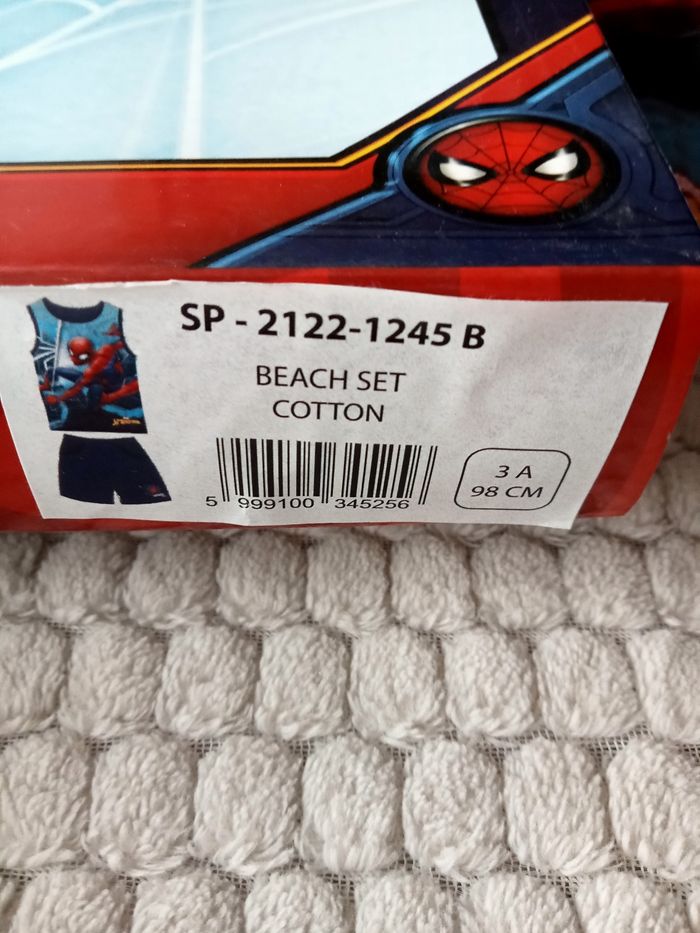 SP - 2122-1245 B
BEACH SET
COTTON
5 999100 345256
3 A
98 CM